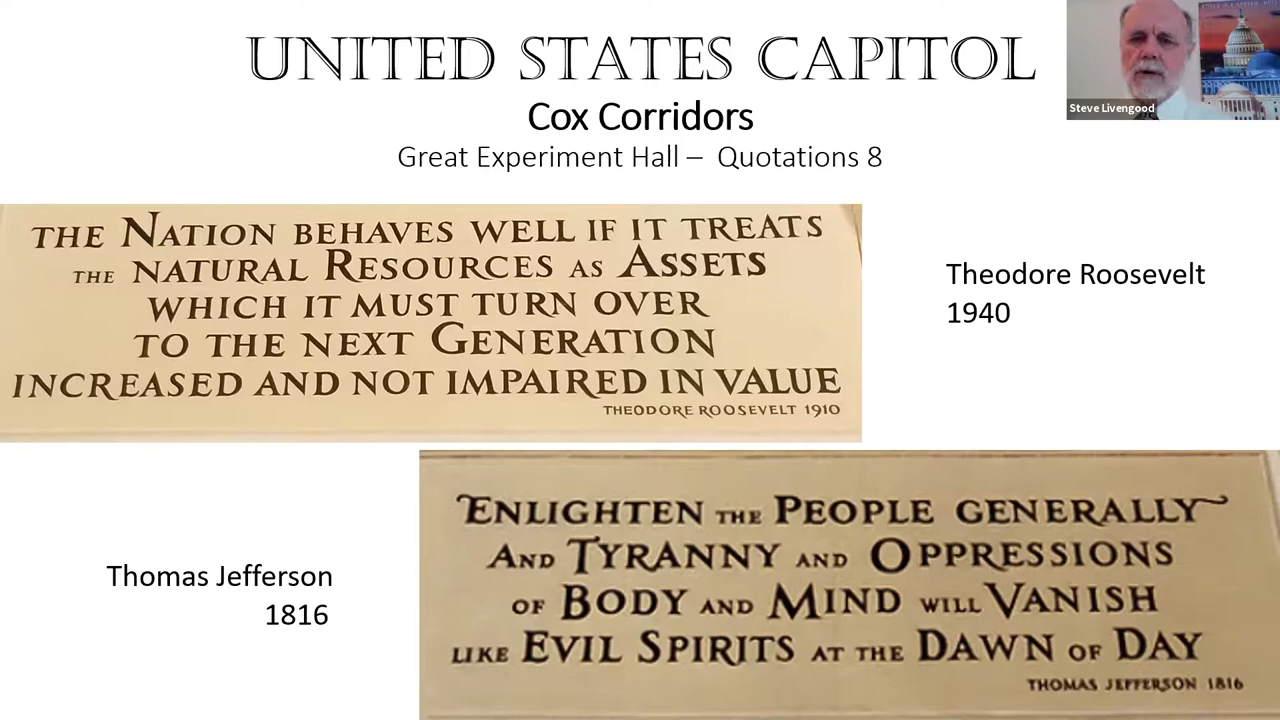 UNITED STATES CAPITOL
Cox Corridors
Great Experiment Hall – Quotations 8
Steve Livengood
THE NATION BEHAVES WELL IF IT TREATS
THE NATURAL RESOURCES AS ASSETS
WHICH IT MUST TURN OVER
TO THE NEXT GENERATION
INCREASED AND NOT IMPAIRED IN VALUE
THEODORE ROOSEVELT 1910
Theodore Roosevelt
1940
Thomas Jefferson
1816
ENLIGHTEN THE PEOPLE GENERALLY
AND TYRANNY AND OPPRESSIONS
OF BODY AND MIND WILL VANISH
LIKE EVIL SPIRITS AT THE DAWN OF DAY
THOMAS JEFFERSON 1816